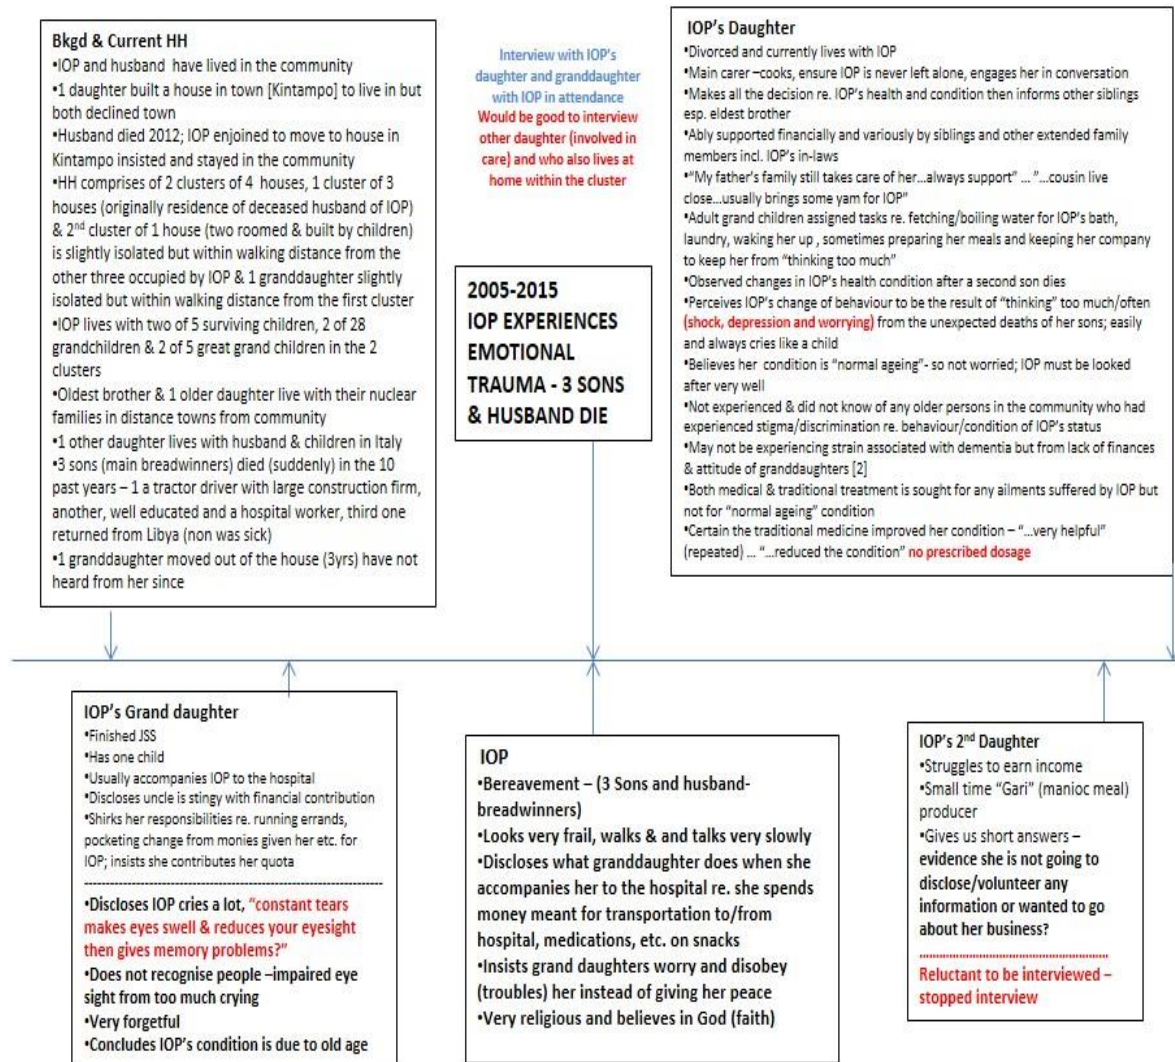 Bkgd & Current HH
•IOP and husband have lived in the community
•1 daughter built a house in town [Kintampo] to live in but
both declined town
•Husband died 2012; IOP enjoined to move to house in
Kintampo insisted and stayed in the community
•HH comprises of 2 clusters of 4 houses, 1 cluster of 3
houses (originally residence of deceased husband of IOP)
& 2nd cluster of 1 house (two roomed & built by children)
is slightly isolated but within walking distance from the
other three occupied by IOP & 1 granddaughter slightly
isolated but within walking distance from the first cluster
•IOP lives with two of 5 surviving children, 2 of 28
grandchildren & 2 of 5 great grand children in the 2
clusters
•Oldest brother & 1 older daughter live with their nuclear
families in distance towns from community
•1 other daughter lives with husband & children in Italy
•3 sons (main breadwinners) died (suddenly) in the 10
past years – 1 a tractor driver with large construction firm,
another, well educated and a hospital worker, third one
returned from Libya (non was sick)
•1 granddaughter moved out of the house (3yrs) have not
heard from her since
Interview with IOP's
daughter and granddaughter
with IOP in attendance
Would be good to interview
other daughter (involved in
care) and who also lives at
home within the cluster
2005-2015
IOP EXPERIENCES
EMOTIONAL
TRAUMA - 3 SONS
& HUSBAND DIE
IOP's Daughter
•Divorced and currently lives with IOP
•Main carer –cooks, ensure IOP is never left alone, engages her in conversation
•Makes all the decision re. IOP's health and condition then informs other siblings
esp. eldest brother
•Ably supported financially and variously by siblings and other extended family
members incl. IOP's in-laws
•"My father's family still takes care of her...always support" ... "...cousin live
close...usually brings some yam for IOP"
•Adult grand children assigned tasks re. fetching/boiling water for IOP's bath,
laundry, waking her up , sometimes preparing her meals and keeping her company
to keep her from "thinking too much"
•Observed changes in IOP's health condition after a second son dies
•Perceives IOP's change of behaviour to be the result of "thinking" too much/often
(shock, depression and worrying) from the unexpected deaths of her sons; easily
and always cries like a child
•Believes her condition is "normal ageing"- so not worried; IOP must be looked
after very well
•Not experienced & did not know of any older persons in the community who had
experienced stigma/discrimination re. behaviour/condition of IOP's status
•May not be experiencing strain associated with dementia but from lack of finances
& attitude of granddaughters [2]
•Both medical & traditional treatment is sought for any ailments suffered by IOP but
not for "normal ageing" condition
•Certain the traditional medicine improved her condition – "...very helpful"
(repeated) ... "...reduced the condition" no prescribed dosage
IOP's Grand daughter
•Finished JSS
•Has one child
•Usually accompanies IOP to the hospital
•Discloses uncle is stingy with financial contribution
•Shirks her responsibilities re. running errands,
pocketing change from monies given her etc. for
IOP; insists she contributes her quota
•Discloses IOP cries a lot, "constant tears
makes eyes swell & reduces your eyesight
then gives memory problems?"
•Does not recognise people –impaired eye
sight from too much crying
•Very forgetful
•Concludes IOP's condition is due to old age
IOP
•Bereavement – (3 Sons and husband-
breadwinners)
•Looks very frail, walks & and talks very slowly
•Discloses what granddaughter does when she
accompanies her to the hospital re. she spends
money meant for transportation to/from
hospital, medications, etc. on snacks
•Insists grand daughters worry and disobey
(troubles) her instead of giving her peace
•Very religious and believes in God (faith)
IOP's 2nd Daughter
•Struggles to earn income
•Small time "Gari" (manioc meal)
producer
•Gives us short answers –
evidence she is not going to
disclose/volunteer any
information or wanted to go
about her business?
Reluctant to be interviewed –
stopped interview